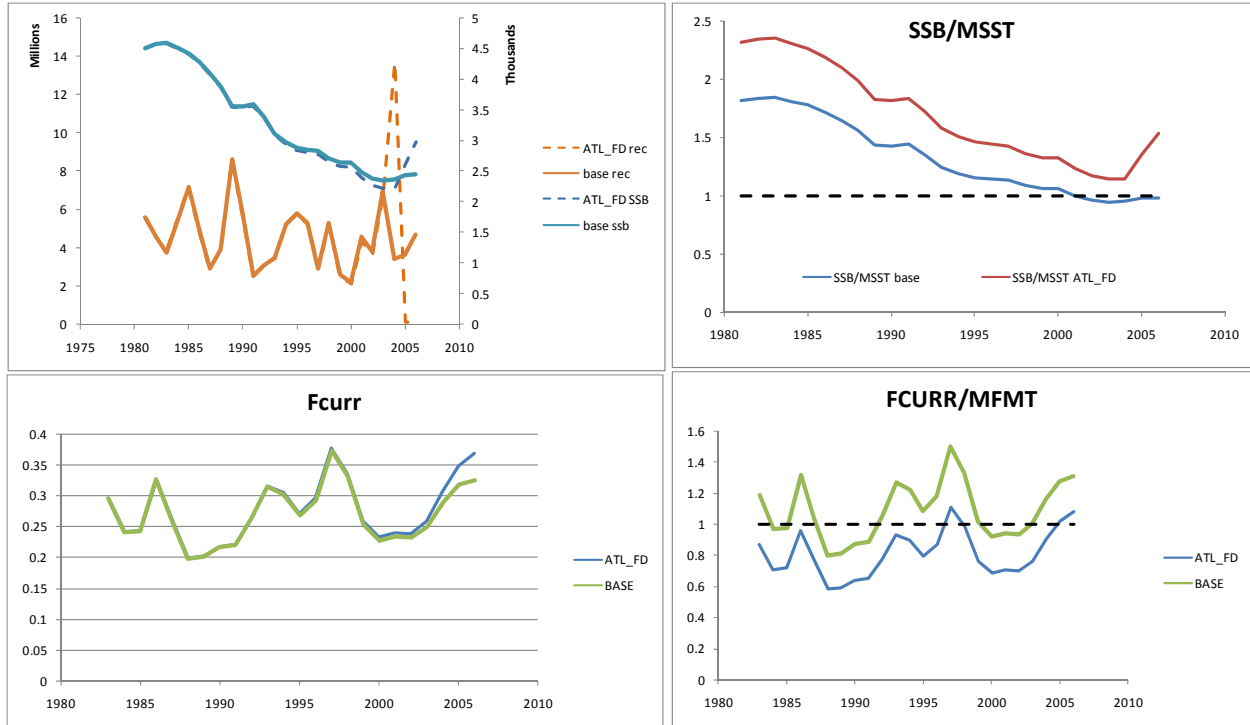 16
14
12
10
8
6
4
2
0
Millions
5
4.5
4
3.5
3
2.5
2
1.5
1
0.5
0
Thousands
1975 1980 1985 1990 1995 2000 2005 2010
ATL_FD rec
base rec
ATL_FD SSB
base ssb
SSB/MSST
2.5
2
1.5
1
0.5
0
1980 1985 1990 1995 2000 2005 2010
SSB/MSST base SSB/MSST ATL_FD
Fcurr
0.4
0.35
0.3
0.25
0.2
0.15
0.1
0.05
0
1980 1985 1990 1995 2000 2005 2010
ATL_FD
BASE
FCURR/MFMT
1.6
1.4
1.2
1
0.8
0.6
0.4
0.2
0
1980 1985 1990 1995 2000 2005 2010
ATL_FD
BASE